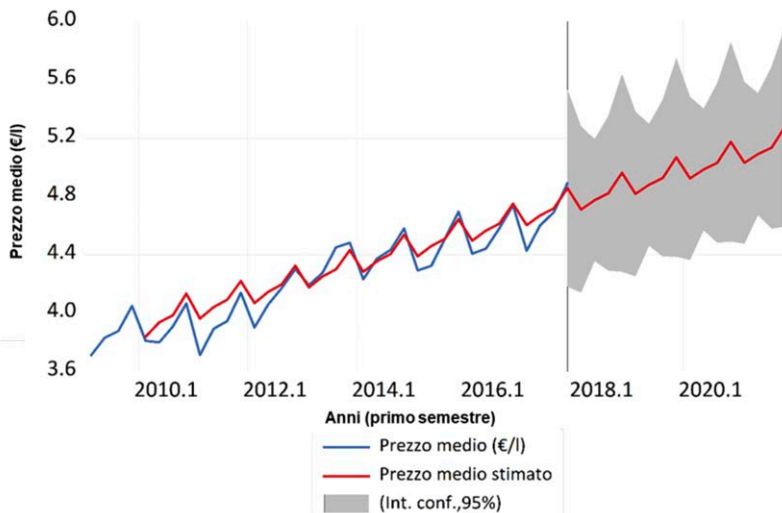 Prezzo medio (€/l)
6.0
5.6
5.2
4.8
4.4
4.0
3.6
2010.1 2012.1 2014.1 2016.1 2018.1 2020.1
Anni (primo semestre)
Prezzo medio (€/l)
Prezzo medio stimato
(Int. conf.,95%)